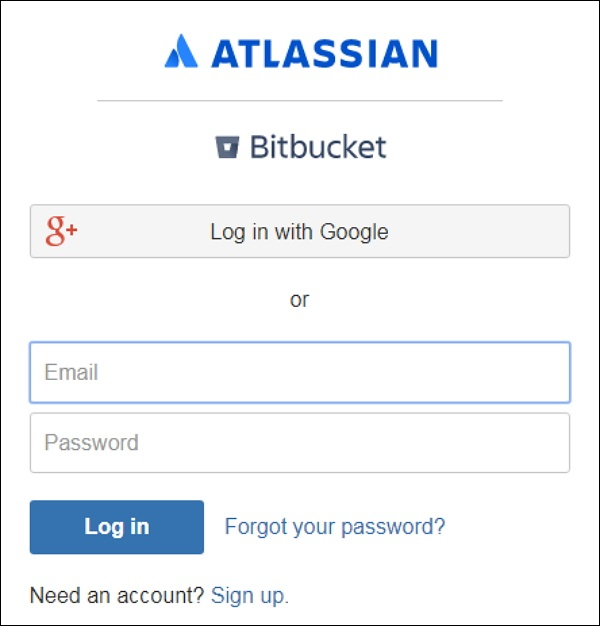 ATLASSIAN
Bitbucket
g+ Log in with Google
or
Email
Password
Log in Forgot your password?
Need an account? Sign up.